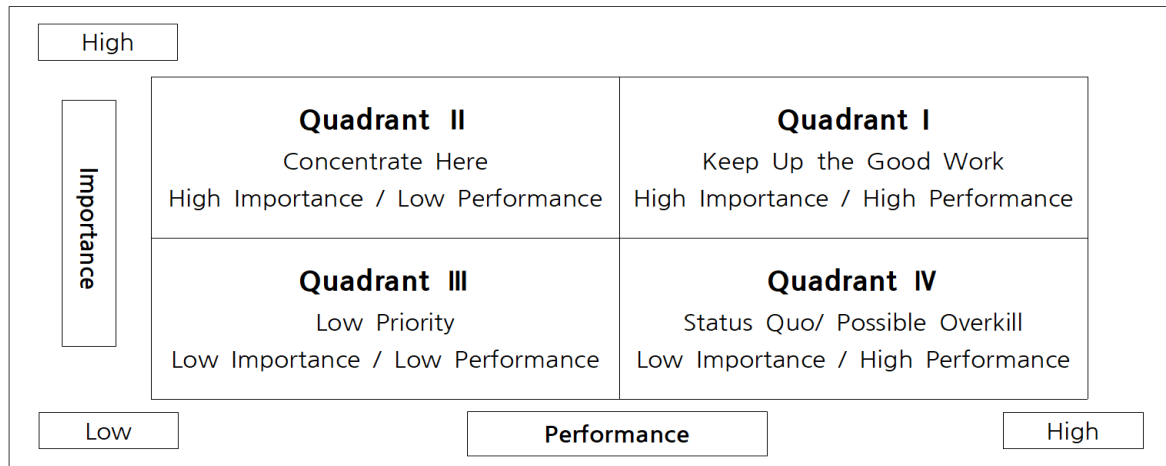 High
Importance
Quadrant Ⅱ
Concentrate Here
High Importance / Low Performance
Quadrant Ⅰ
Keep Up the Good Work
High Importance / High Performance
Quadrant Ⅲ
Low Priority
Low Importance / Low Performance
Quadrant Ⅳ
Status Quo/ Possible Overkill
Low Importance / High Performance
Low
Performance
High